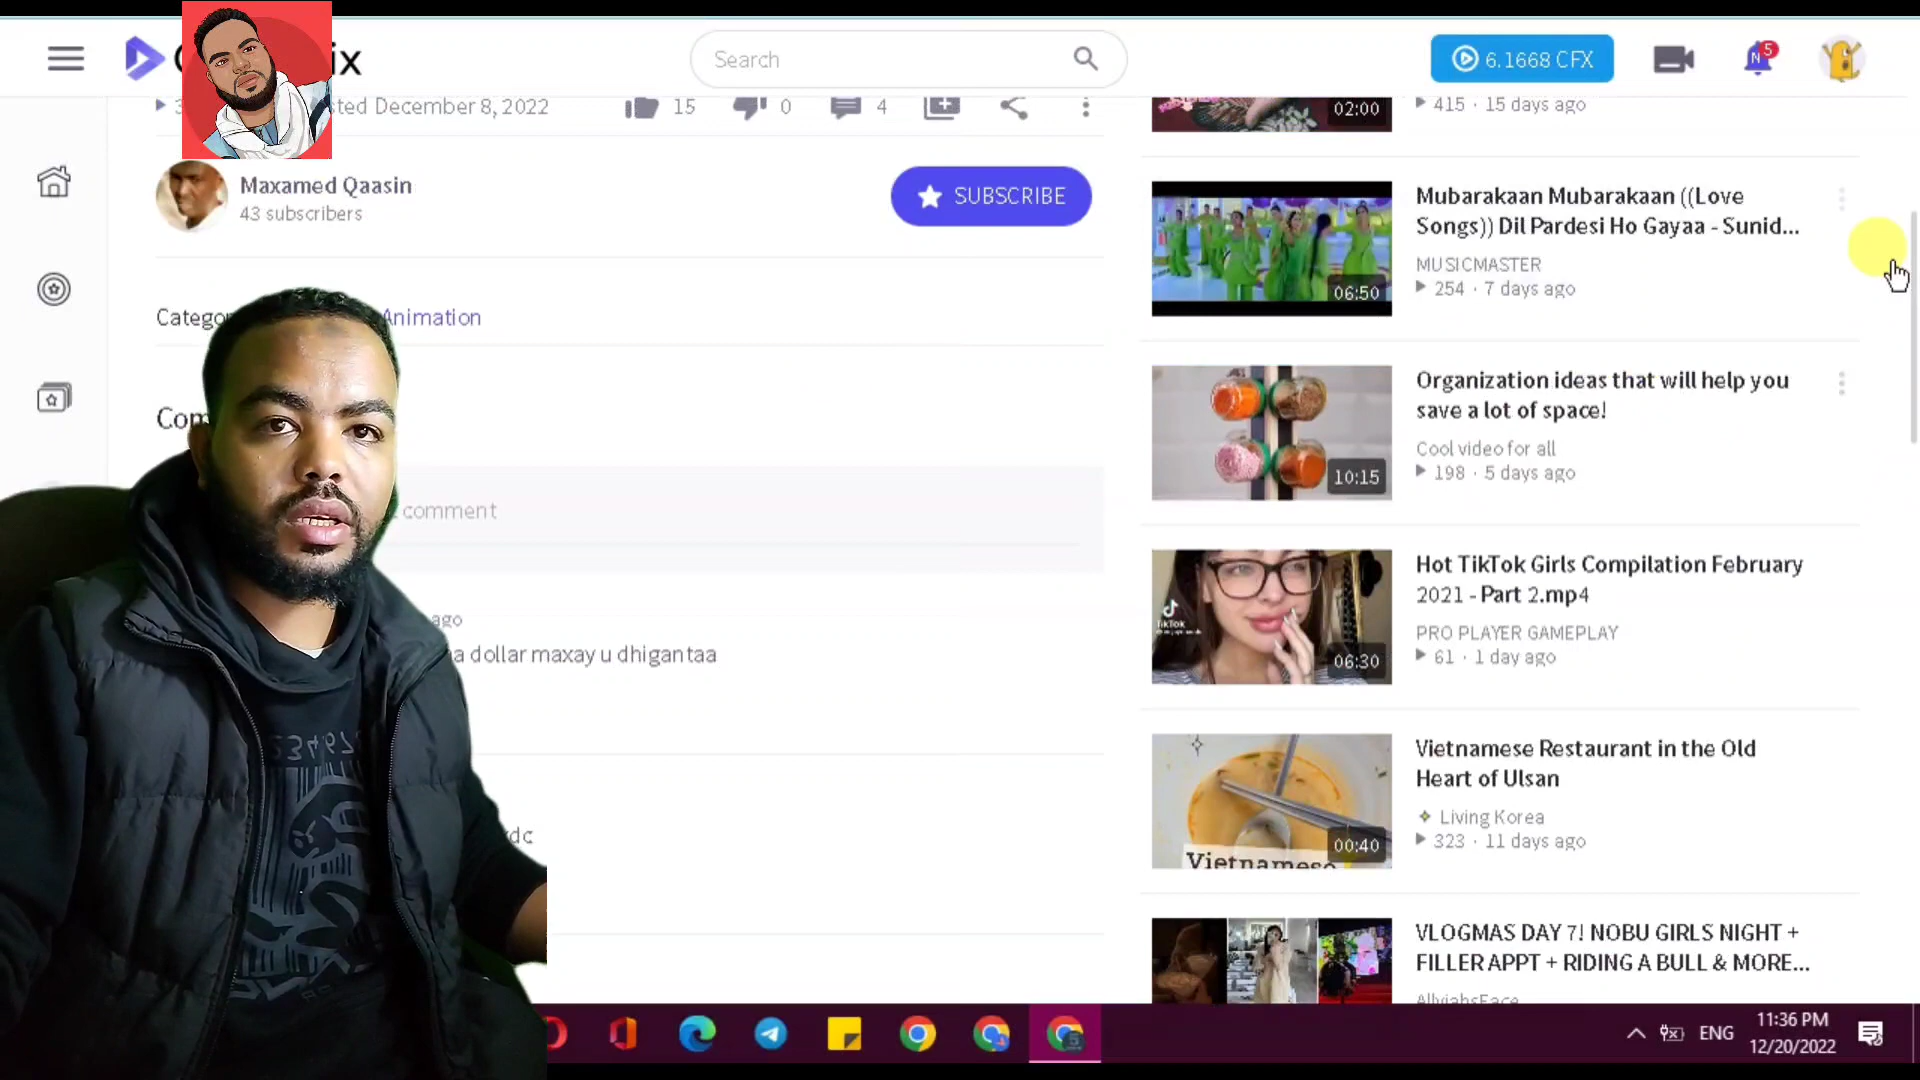 ix
Search
6.1668 CFX
N
5
sted December 8, 2022
15
0
4
Maxamed Qaasin
43 subscribers
SUBSCRIBE
Animation
comment
ago
dollar maxay u dhigantaa
02:00
415 · 15 days ago
Mubarakaan Mubarakaan ((Love
Songs)) Dil Pardesi Ho Gayaa - Sunid...
MUSICMASTER
254 · 7 days ago
06:50
Organization ideas that will help you
save a lot of space!
Cool video for all
198 · 5 days ago
10:15
Hot TikTok Girls Compilation February
2021 - Part 2.mp4
PRO PLAYER GAMEPLAY
61 · 1 day ago
TikTok
06:30
Vietnamese Restaurant in the Old
Heart of Ulsan
Living Korea
323 · 11 days ago
00:40
Vietnamese
VLOGMAS DAY 7! NOBU GIRLS NIGHT +
FILLER APPT + RIDING A BULL & MORE...
AllyiahsFace
ENG
11:36 PM
12/20/2022